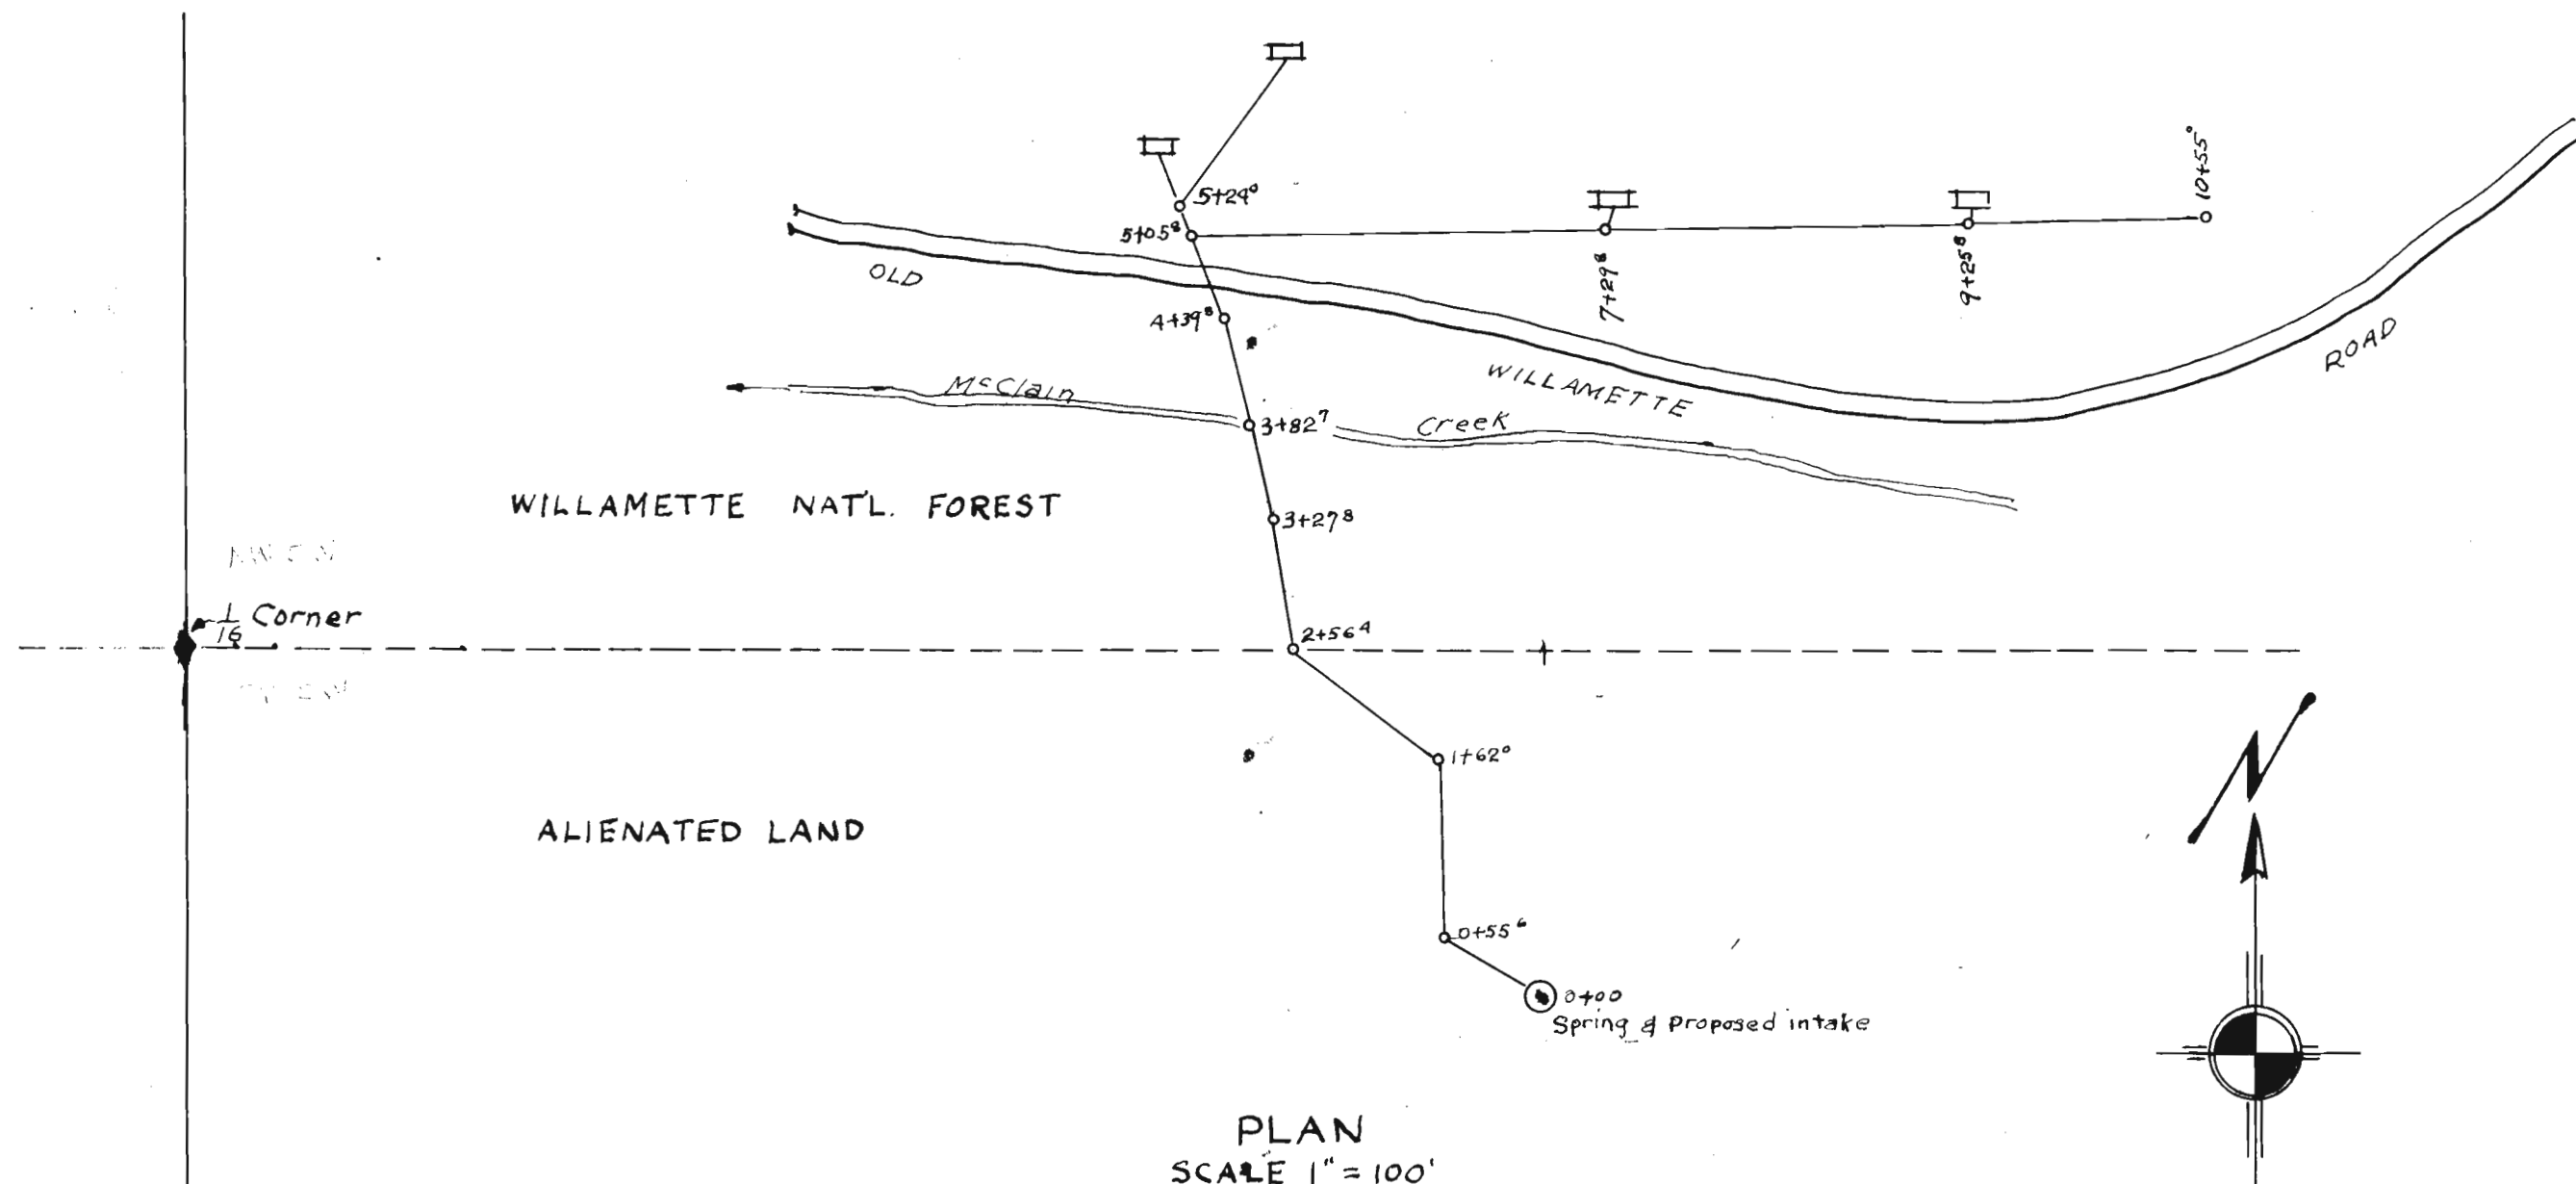 10+55⁰
5+29⁰
5+05⁸
OLD
7+29⁸
9+25⁸
4+39⁸
ROAD
WILLAMETTE
McClain
3+82⁷
Creek
WILLAMETTE NAT'L. FOREST
3+27⁸
1/16 Corner
2+56⁴
1+62⁰
ALIENATED LAND
0+55⁶
0+00
Spring & Proposed intake
N
PLAN
SCALE 1" = 100'